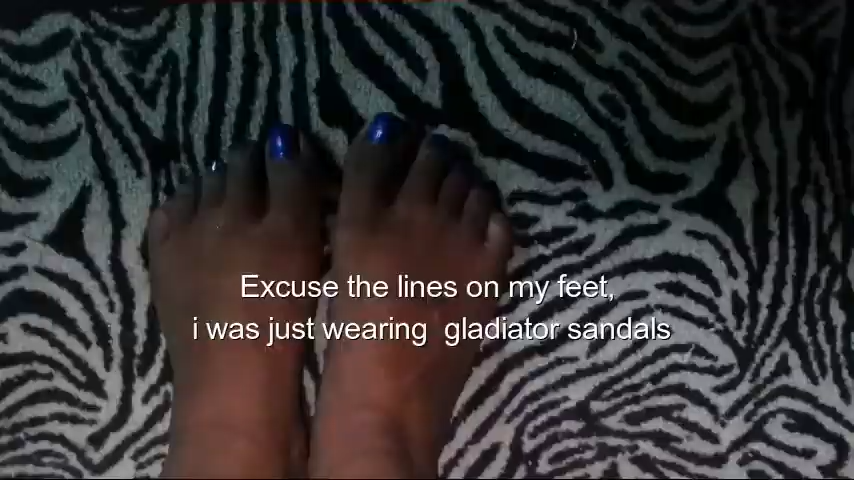 Excuse the lines on my feet,
i was just wearing  gladiator sandals